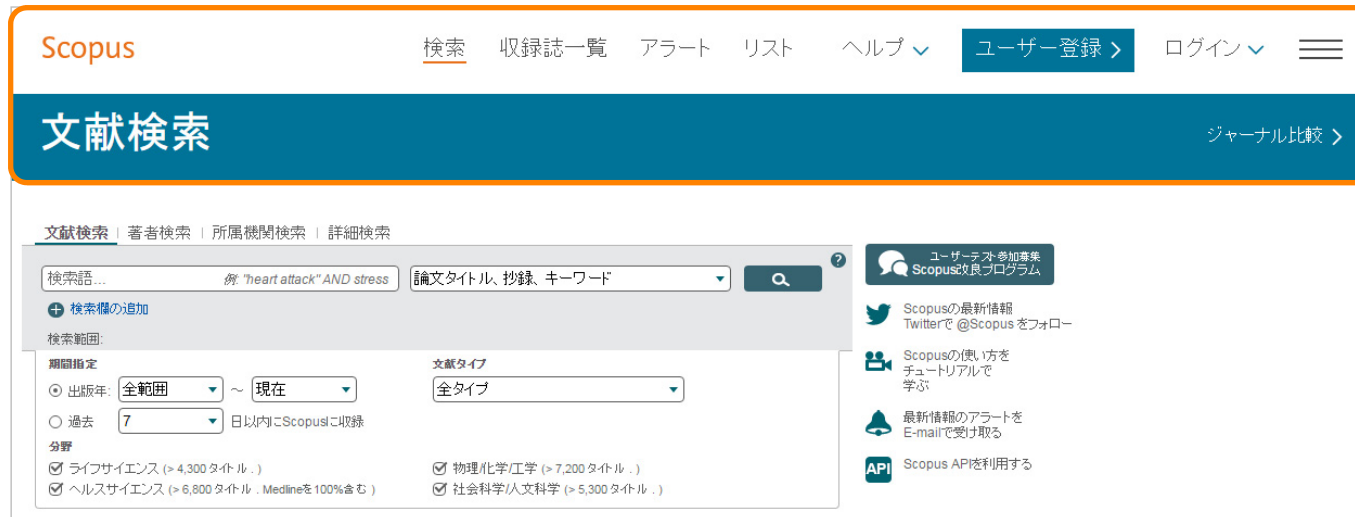 Scopus 検索 収録誌一覧 アラート リスト ヘルプ ユーザー登録 ログイン
文献検索 ジャーナル比較
文献検索 | 著者検索 | 所属機関検索 | 詳細検索
検索語... 例: "heart attack" AND stress 論文タイトル、抄録、キーワード ?
検索欄の追加
検索範囲:
期間指定 文献タイプ
出版年: 全範囲 ~ 現在 全タイプ
過去 7 日以内にScopusに収録
分野
ライフサイエンス (> 4,300 タイトル . ) 物理/化学/工学 (> 7,200 タイトル . )
ヘルスサイエンス (> 6,800 タイトル . Medlineを100%含む ) 社会科学/人文科学 (> 5,300 タイトル . )
ユーザーテスト参加募集
Scopus改良プログラム
Scopusの最新情報
Twitterで @Scopus をフォロー
Scopusの使い方を
チュートリアルで
学ぶ
最新情報のアラートを
E-mailで受け取る
API Scopus APIを利用する